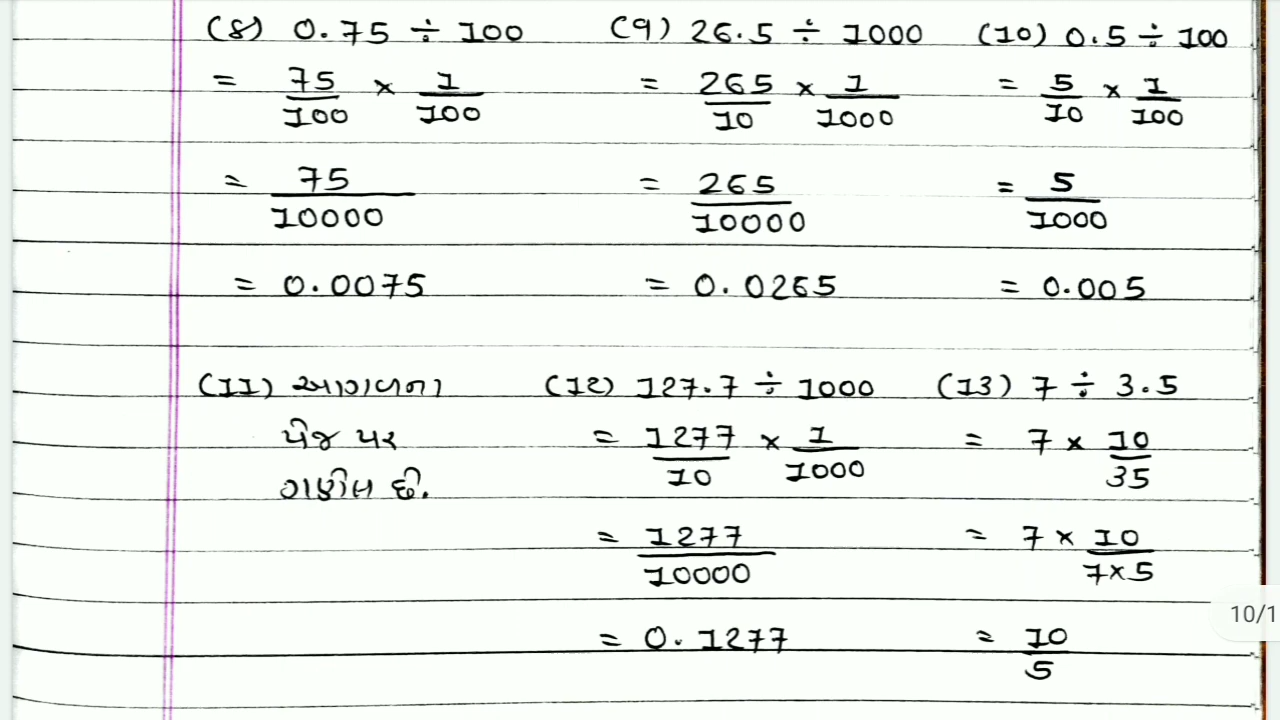 (8) 0.75 ÷ 100
= 75/100 × 1/100
= 75/10000
= 0.0075
(9) 26.5 ÷ 1000
= 265/10 × 1/1000
= 265/10000
= 0.0265
(10) 0.5 ÷ 100
= 5/10 × 1/100
= 5/1000
= 0.005
(11) આગળના
પેજ પર
ગણેલ છે.
(12) 127.7 ÷ 1000
= 1277/10 × 1/1000
= 1277/10000
= 0.1277
(13) 7 ÷ 3.5
= 7 × 10/35
= 7 × 10/7×5
= 10/5
10/1